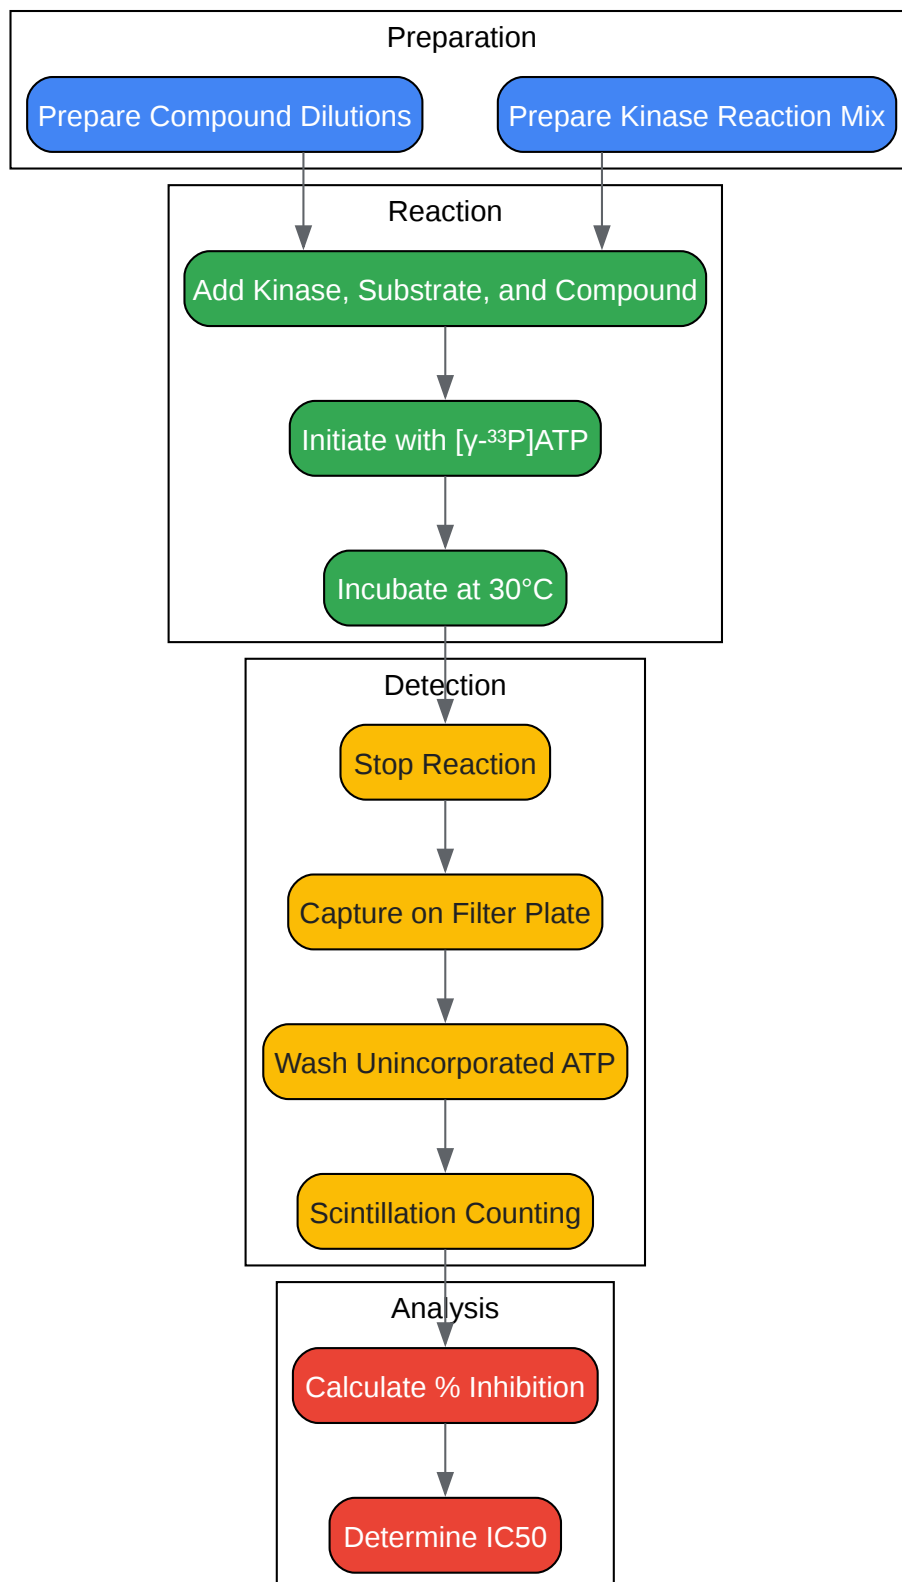 Preparation
Prepare Compound Dilutions
Prepare Kinase Reaction Mix
Reaction
Add Kinase, Substrate, and Compound
Initiate with [γ-³³P]ATP
Incubate at 30°C
Detection
Stop Reaction
Capture on Filter Plate
Wash Unincorporated ATP
Scintillation Counting
Analysis
Calculate % Inhibition
Determine IC50